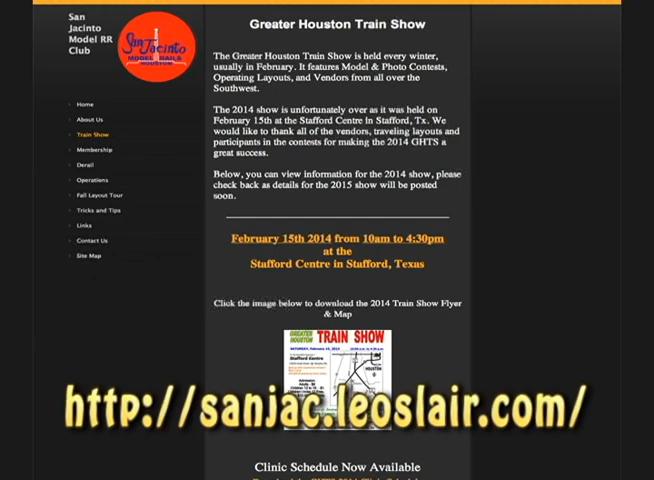 San
Jacinto
Model RR
Club
San Jacinto
MODEL RAILS
HOUSTON
Home
About Us
Train Show
Membership
Derail
Operations
Fall Layout Tour
Tricks and Tips
Links
Contact Us
Site Map
Greater Houston Train Show
The Greater Houston Train Show is held every winter,
usually in February. It features Model & Photo Contests,
Operating Layouts, and Vendors from all over the
Southwest.
The 2014 show is unfortunately over as it was held on
February 15th at the Stafford Centre in Stafford, Tx. We
would like to thank all of the vendors, traveling layouts and
participants in the contests for making the 2014 GHTS a
great success.
Below, you can view information for the 2014 show, please
check back as details for the 2015 show will be posted
soon.
February 15th 2014 from 10am to 4:30pm
at the
Stafford Centre in Stafford, Texas
Click the image below to download the 2014 Train Show Flyer
& Map
GREATER
HOUSTON
TRAIN SHOW
Stafford Centre
HOUSTON
http://sanjac.leoslair.com/
Clinic Schedule Now Available